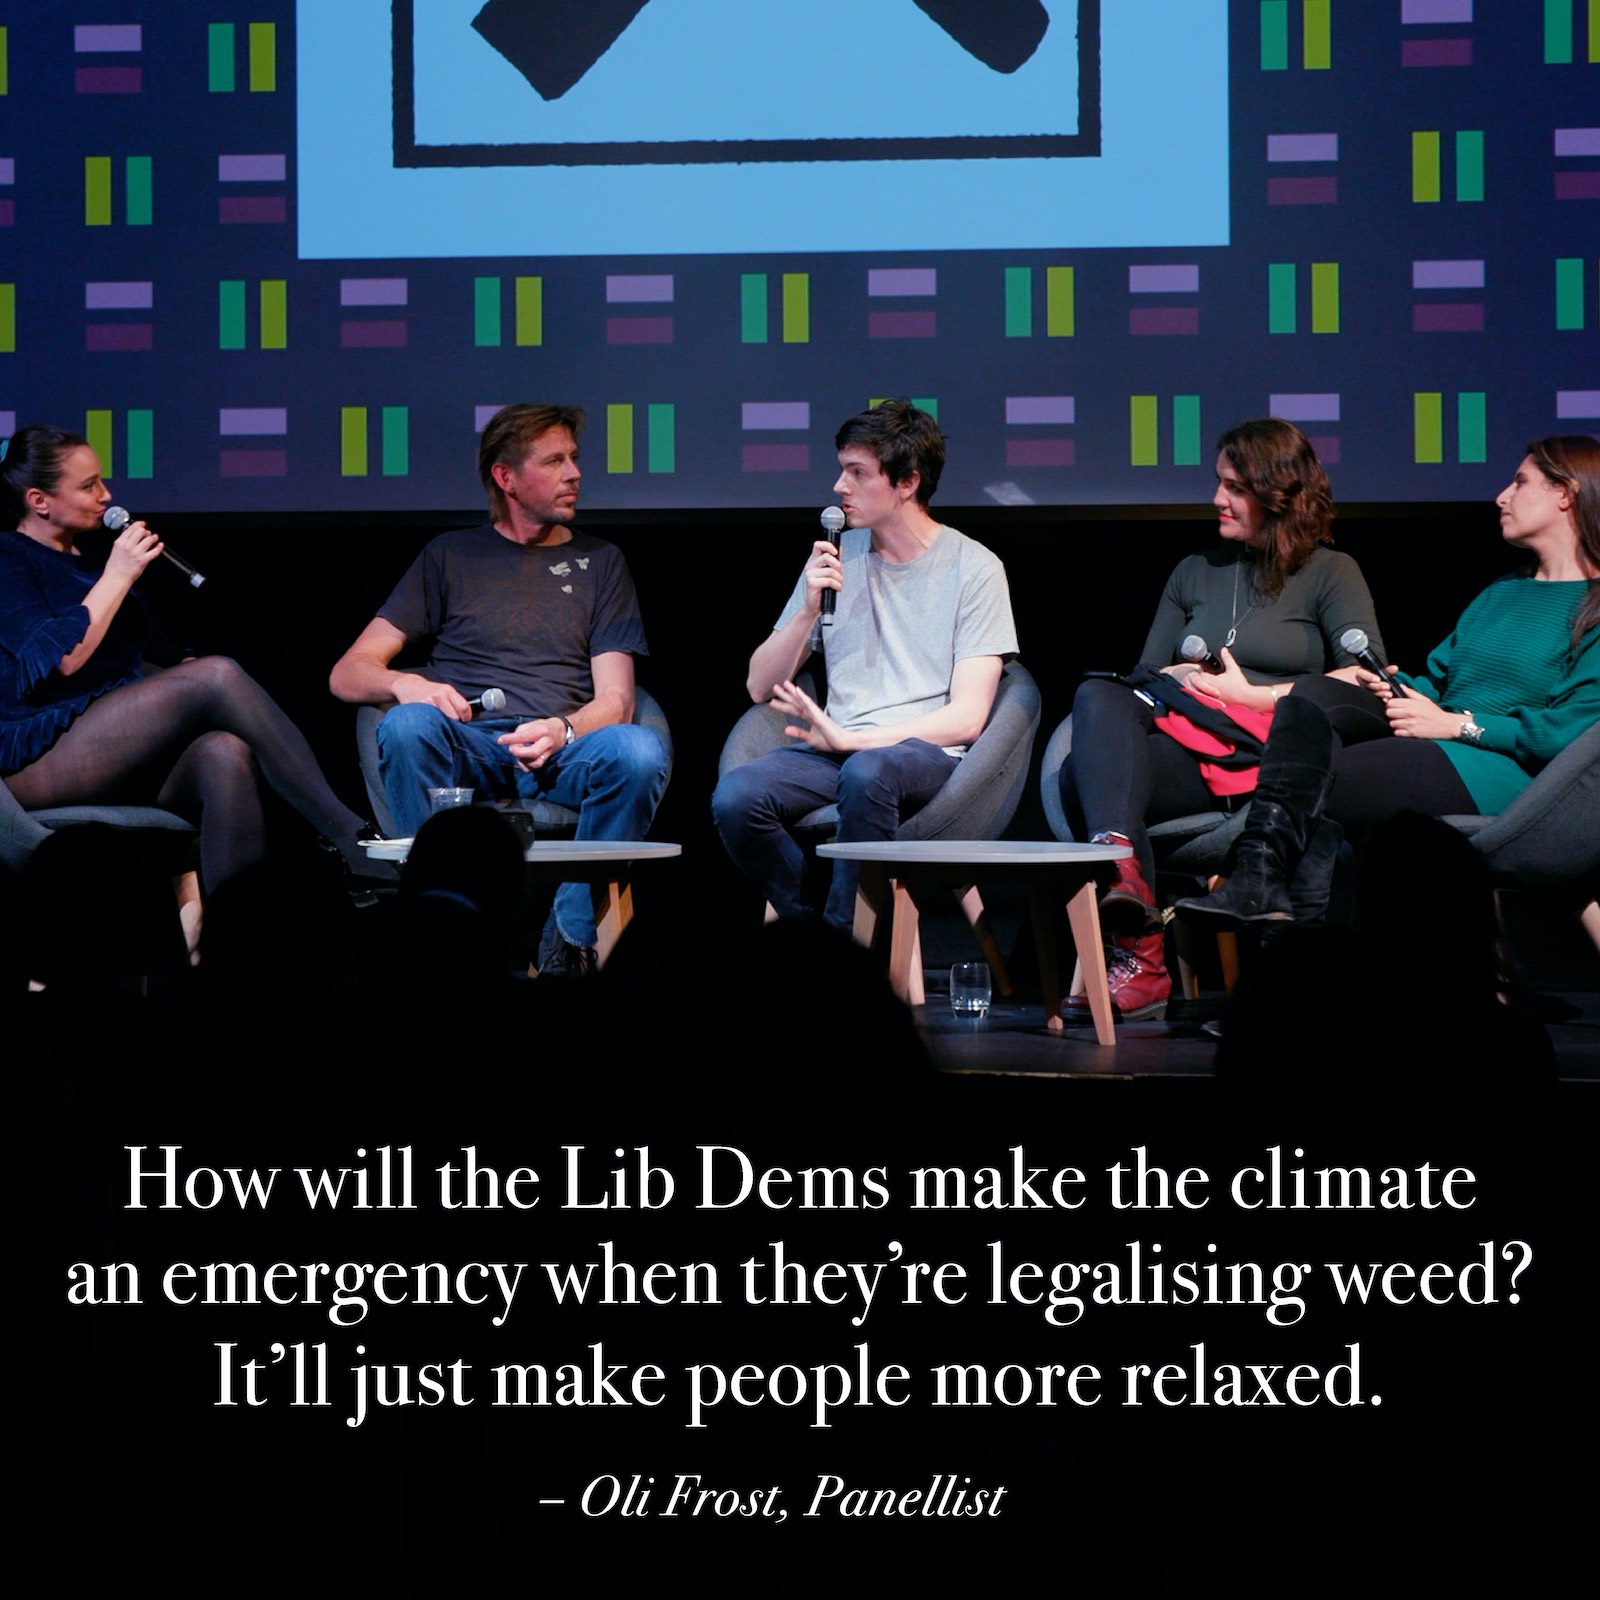 How will the Lib Dems make the climate
an emergency when they’re legalising weed?
It’ll just make people more relaxed.
– Oli Frost, Panellist